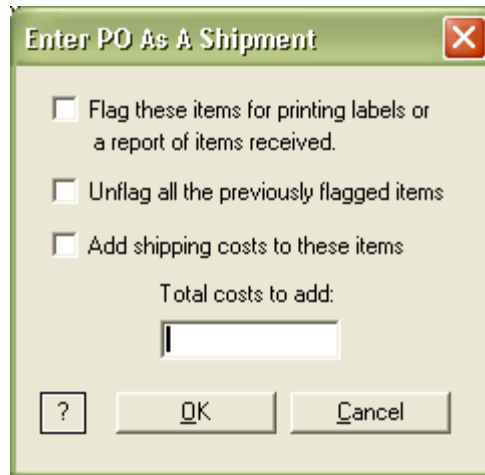 Enter PO As A Shipment
Flag these items for printing labels or
a report of items received.
Unflag all the previously flagged items
Add shipping costs to these items
Total costs to add:
?
OK
Cancel